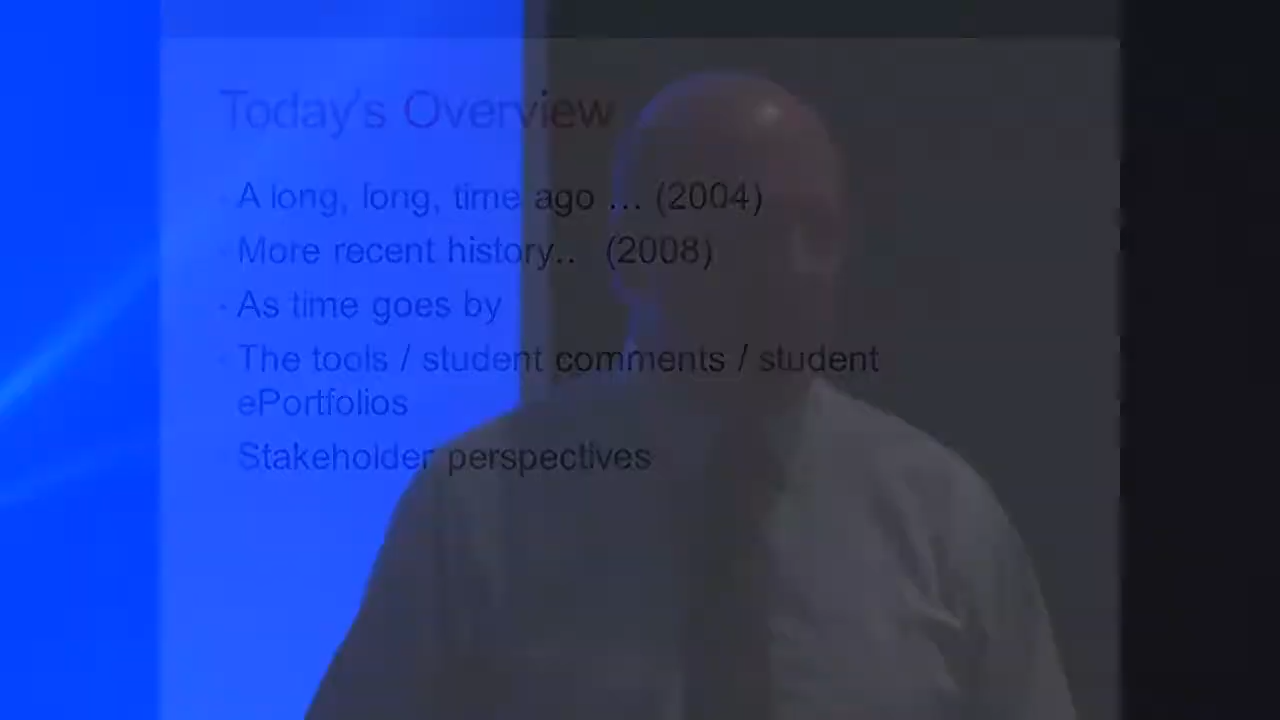 Today's Overview
A long, long, time ago ... (2004)
More recent history.. (2008)
As time goes by
The tools / student comments / student
ePortfolios
Stakeholder perspectives